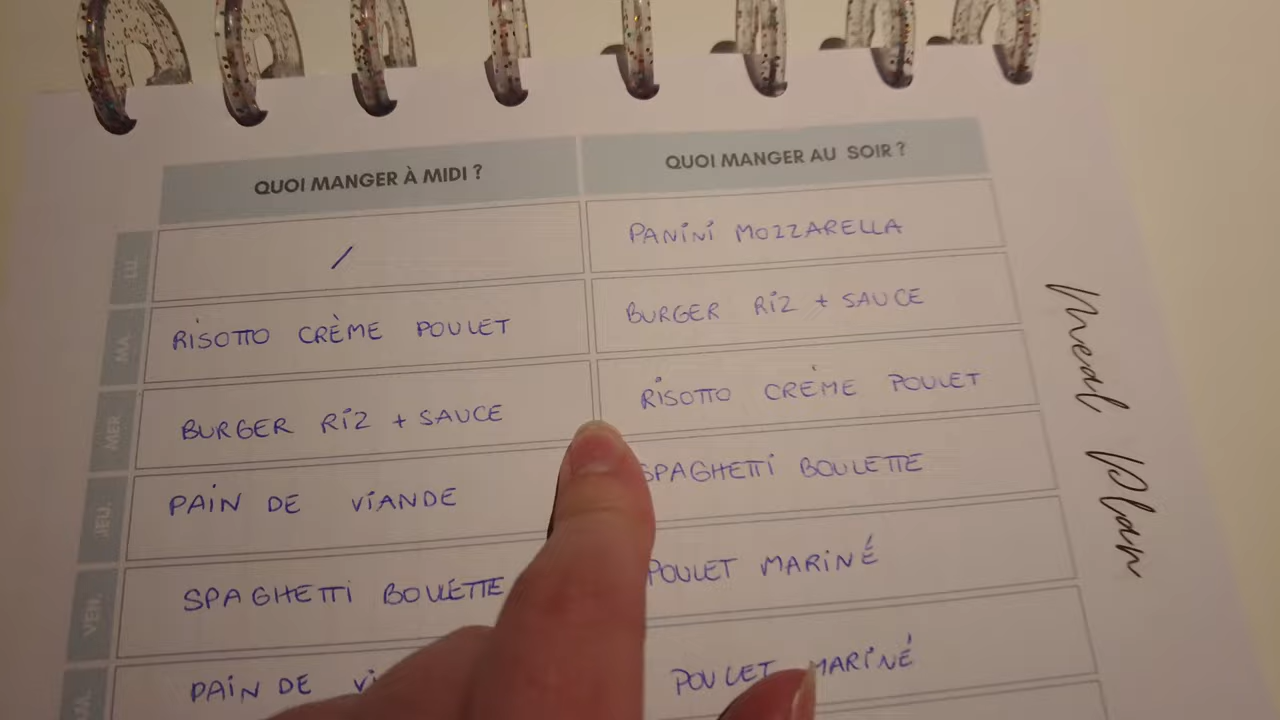 QUOI MANGER À MIDI ? QUOI MANGER AU SOIR ?
LU. / PANINI MOZZARELLA
MA. RISOTTO CRÈME POULET BURGER RIZ + SAUCE
MER BURGER RIZ + SAUCE RISOTTO CRÈME POULET
JEU. PAIN DE VIANDE SPAGHETTI BOULETTE
VEN. SPAGHETTI BOULETTE POULET MARINÉ
PAIN DE POULET MARINÉ
Meal Plan